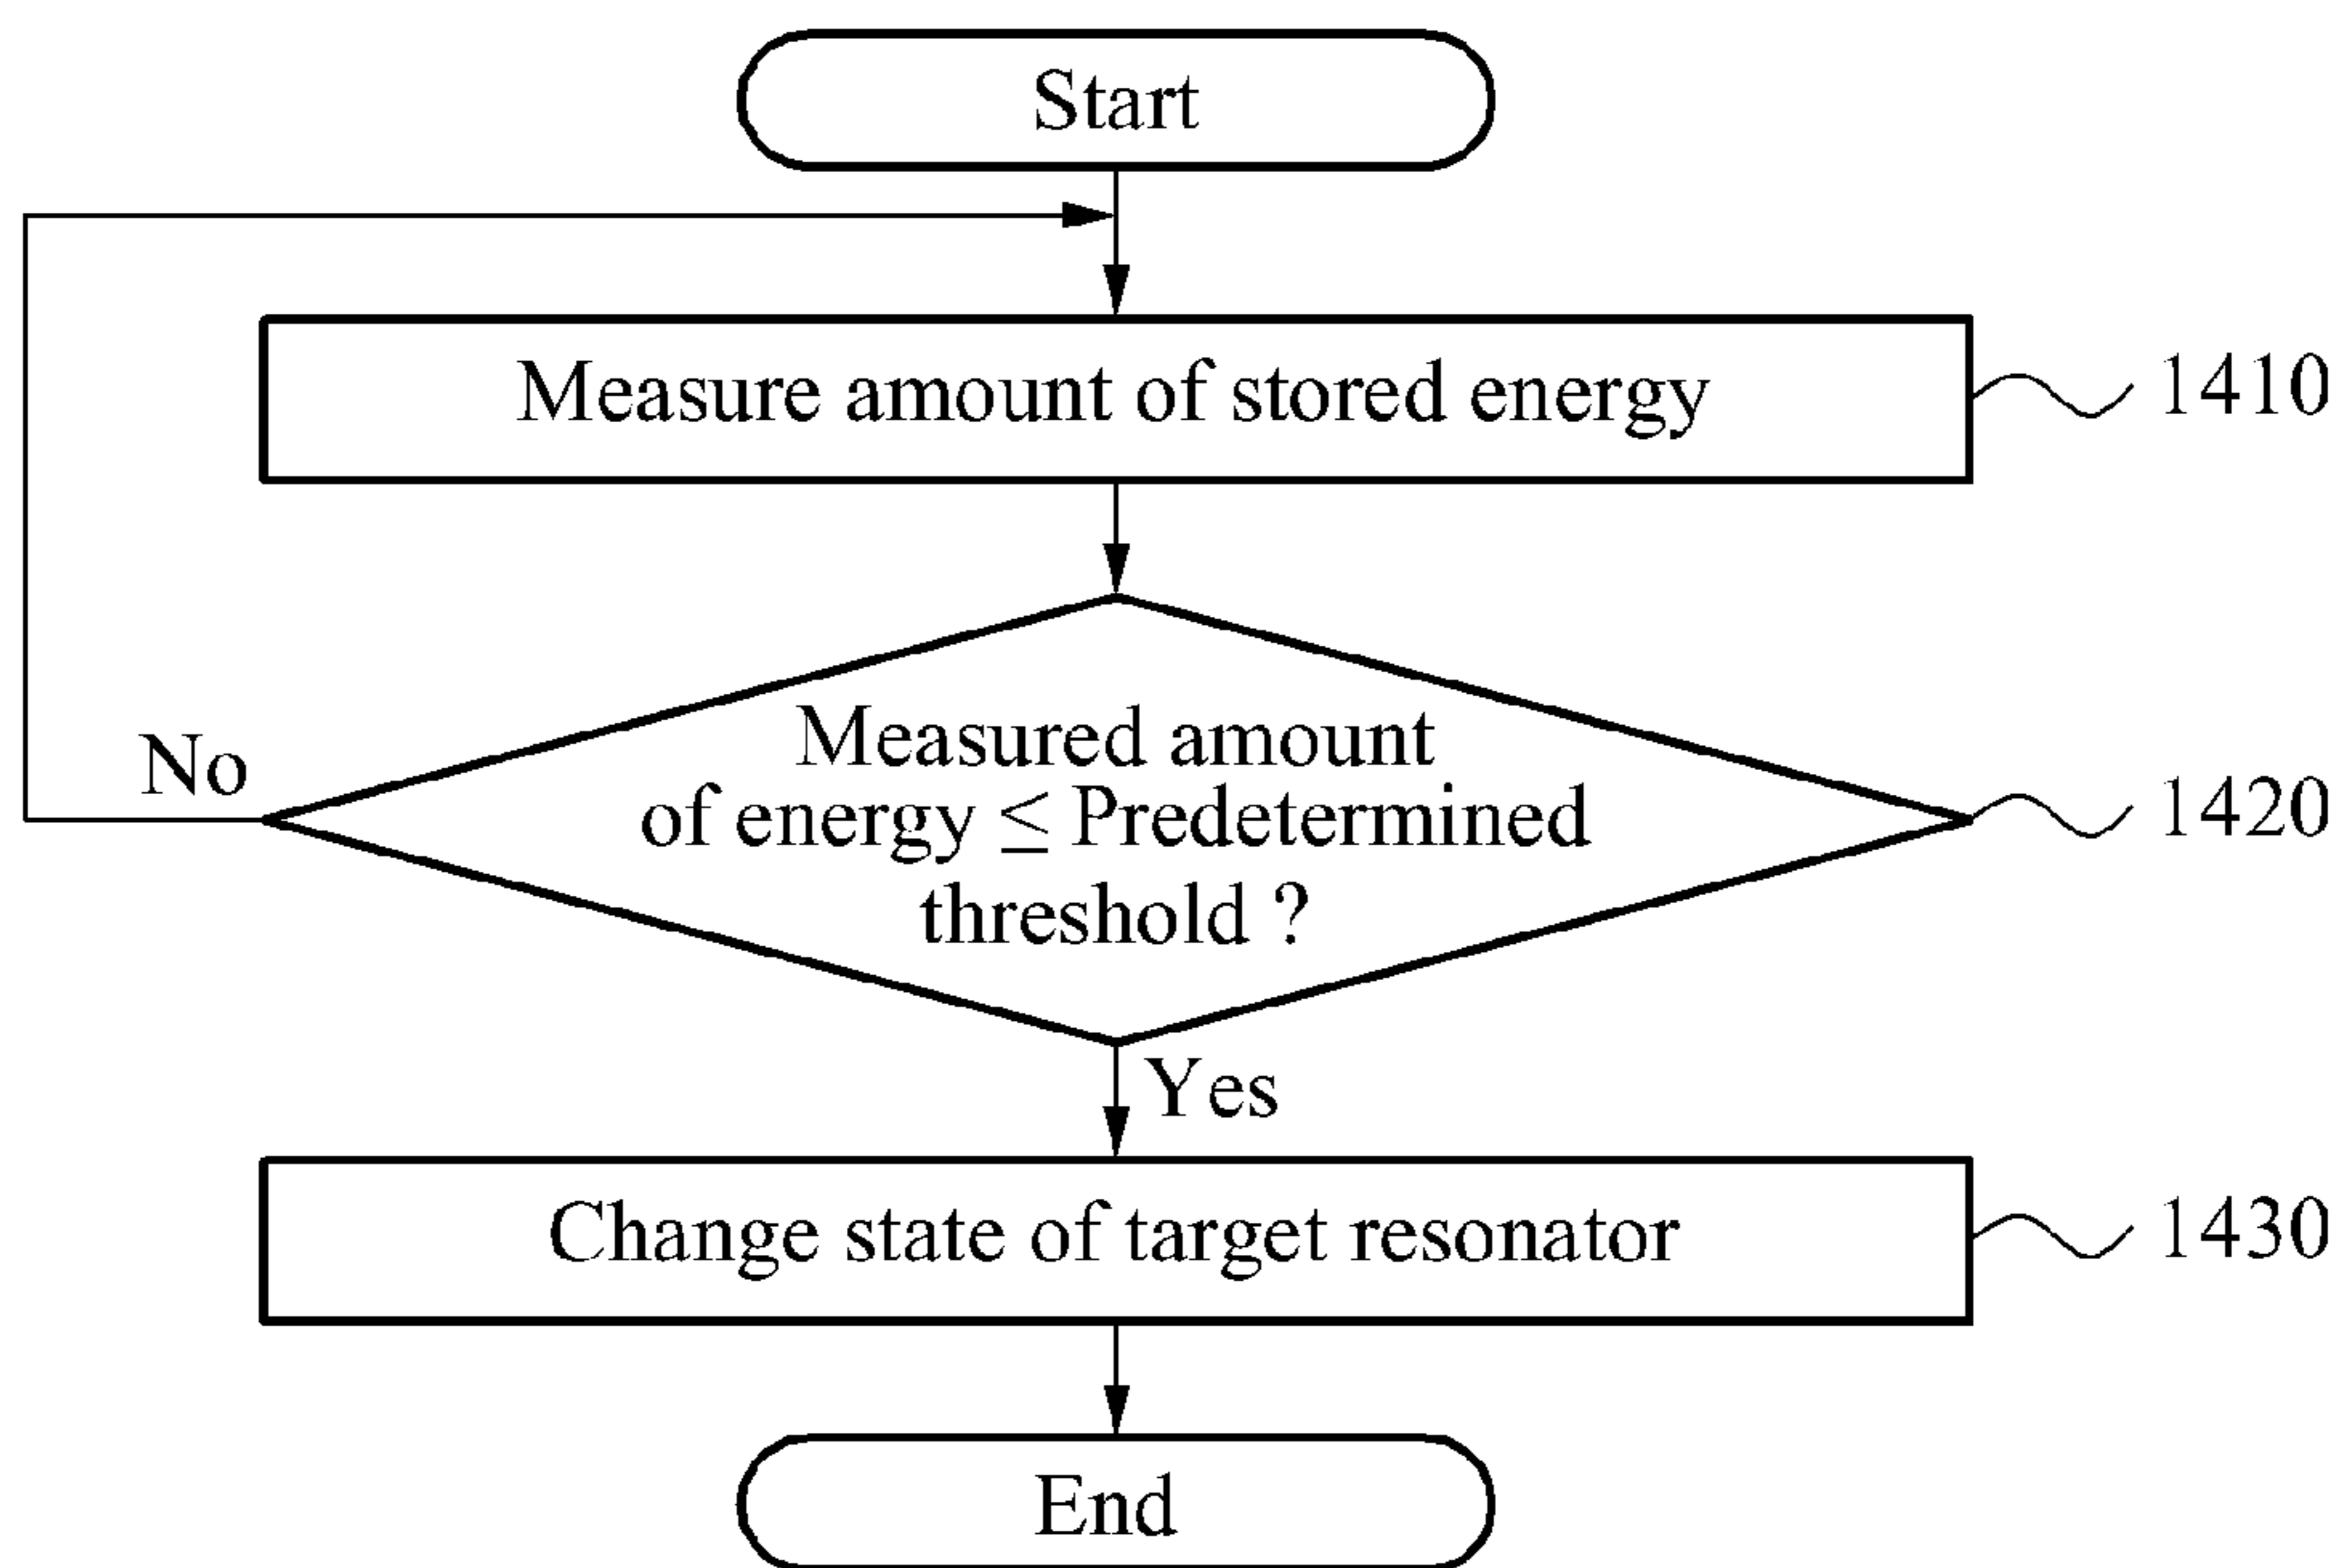 Start
Measure amount of stored energy
1410
Measured amount
of energy ≤ Predetermined
threshold ?
1420
No
Yes
Change state of target resonator
1430
End